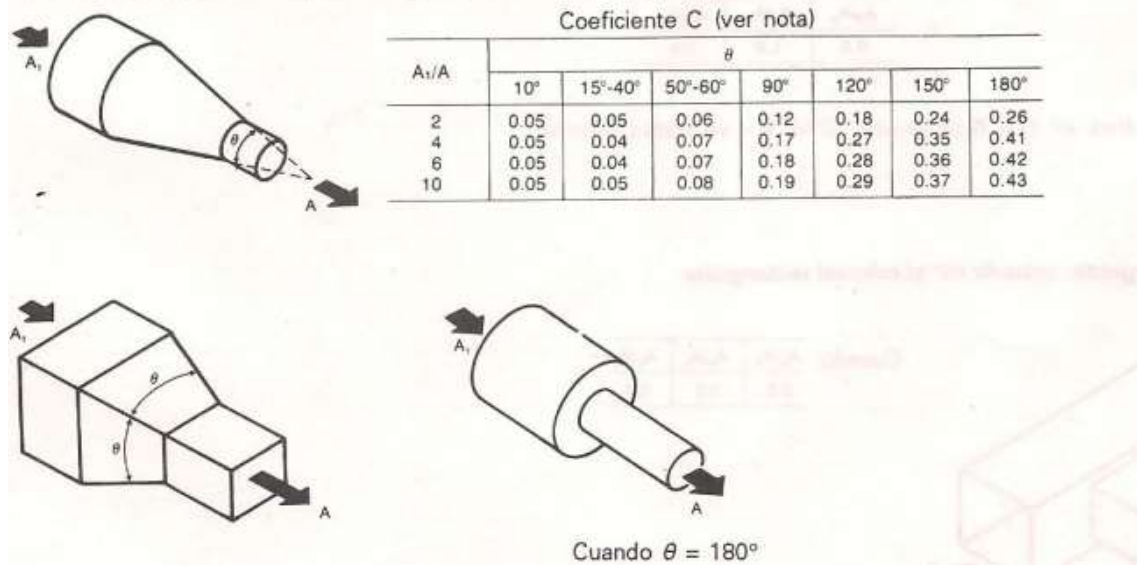 Coeficiente C (ver nota)
A₁/A
θ
10° 15°-40° 50°-60° 90° 120° 150° 180°
2 0.05 0.05 0.06 0.12 0.18 0.24 0.26
4 0.05 0.04 0.07 0.17 0.27 0.35 0.41
6 0.05 0.04 0.07 0.18 0.28 0.36 0.42
10 0.05 0.05 0.08 0.19 0.29 0.37 0.43
A₁
θ
A
A₁
θ
θ
A
A₁
A
Cuando θ = 180°